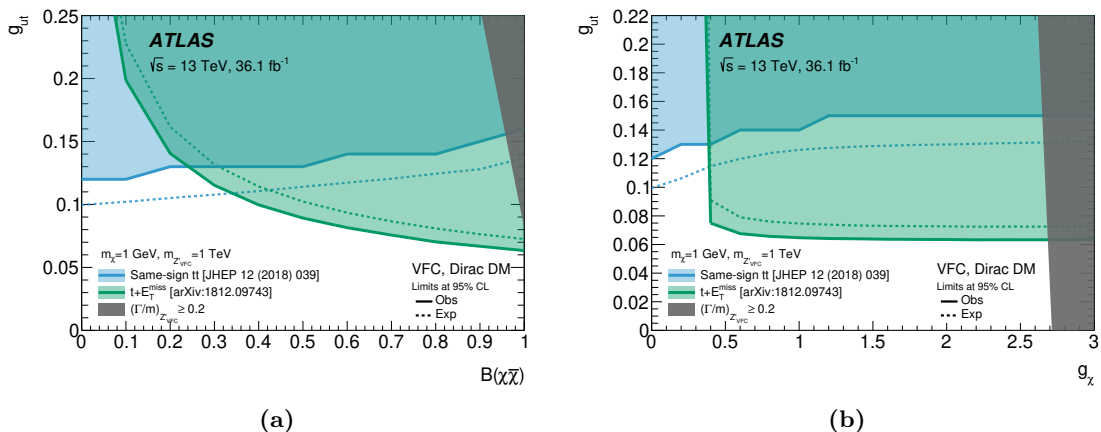 g_ut
0.25
0.2
0.15
0.1
0.05
0
ATLAS
√s = 13 TeV, 36.1 fb⁻¹
m_χ=1 GeV, m_Z'VFC=1 TeV
Same-sign tt [JHEP 12 (2018) 039]
t+E_T^miss [arXiv:1812.09743]
(Γ/m)_Z'VFC ≥ 0.2
VFC, Dirac DM
Limits at 95% CL
Obs
Exp
0 0.1 0.2 0.3 0.4 0.5 0.6 0.7 0.8 0.9 1
B(χχ̅)
(a)
g_ut
0.22
0.2
0.18
0.16
0.14
0.12
0.1
0.08
0.06
0.04
0.02
0
ATLAS
√s = 13 TeV, 36.1 fb⁻¹
m_χ=1 GeV, m_Z'VFC=1 TeV
Same-sign tt [JHEP 12 (2018) 039]
t+E_T^miss [arXiv:1812.09743]
(Γ/m)_Z'VFC ≥ 0.2
VFC, Dirac DM
Limits at 95% CL
Obs
Exp
0 0.5 1 1.5 2 2.5 3
g_χ
(b)